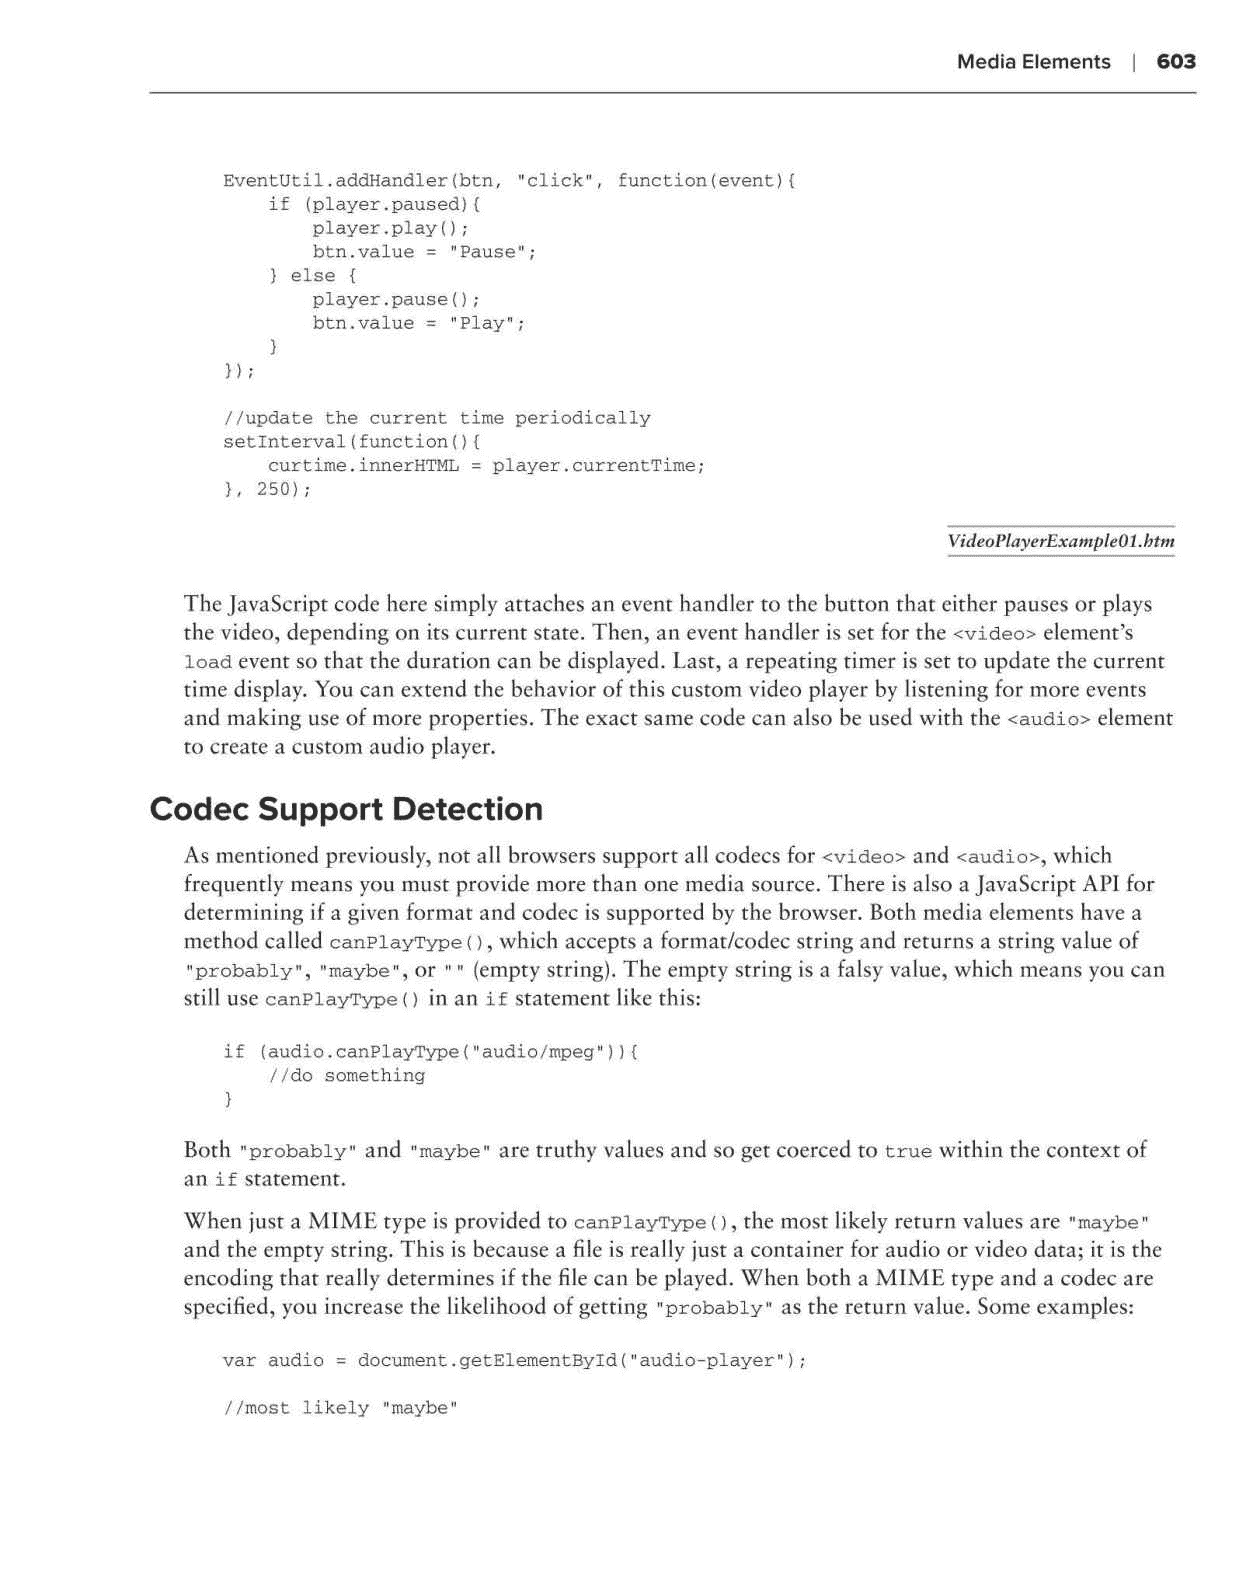 Media Elements | 603
EventUtil.addHandler(btn, "click", function(event){
    if (player.paused){
        player.play();
        btn.value = "Pause";
    } else {
        player.pause();
        btn.value = "Play";
    }
});

//update the current time periodically
setInterval(function(){
    curtime.innerHTML = player.currentTime;
}, 250);
VideoPlayerExample01.htm
The JavaScript code here simply attaches an event handler to the button that either pauses or plays
the video, depending on its current state. Then, an event handler is set for the <video> element's
load event so that the duration can be displayed. Last, a repeating timer is set to update the current
time display. You can extend the behavior of this custom video player by listening for more events
and making use of more properties. The exact same code can also be used with the <audio> element
to create a custom audio player.
Codec Support Detection
As mentioned previously, not all browsers support all codecs for <video> and <audio>, which
frequently means you must provide more than one media source. There is also a JavaScript API for
determining if a given format and codec is supported by the browser. Both media elements have a
method called canPlayType(), which accepts a format/codec string and returns a string value of
"probably", "maybe", or "" (empty string). The empty string is a falsy value, which means you can
still use canPlayType() in an if statement like this:
if (audio.canPlayType("audio/mpeg")){
    //do something
}
Both "probably" and "maybe" are truthy values and so get coerced to true within the context of
an if statement.
When just a MIME type is provided to canPlayType(), the most likely return values are "maybe"
and the empty string. This is because a file is really just a container for audio or video data; it is the
encoding that really determines if the file can be played. When both a MIME type and a codec are
specified, you increase the likelihood of getting "probably" as the return value. Some examples:
var audio = document.getElementById("audio-player");

//most likely "maybe"